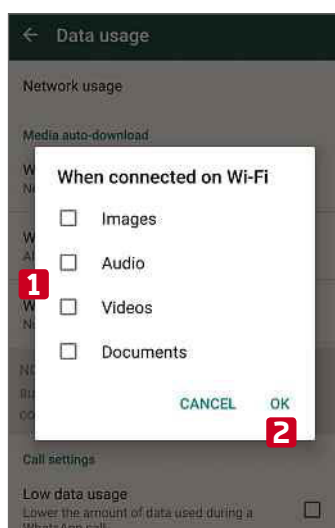 Data usage
Network usage
Media auto-download
W
When connected on Wi-Fi
Images
W
Audio
1
W
Videos
Documents
CANCEL OK
2
Call settings
Low data usage
Lower the amount of data used during a
WhatsApp call